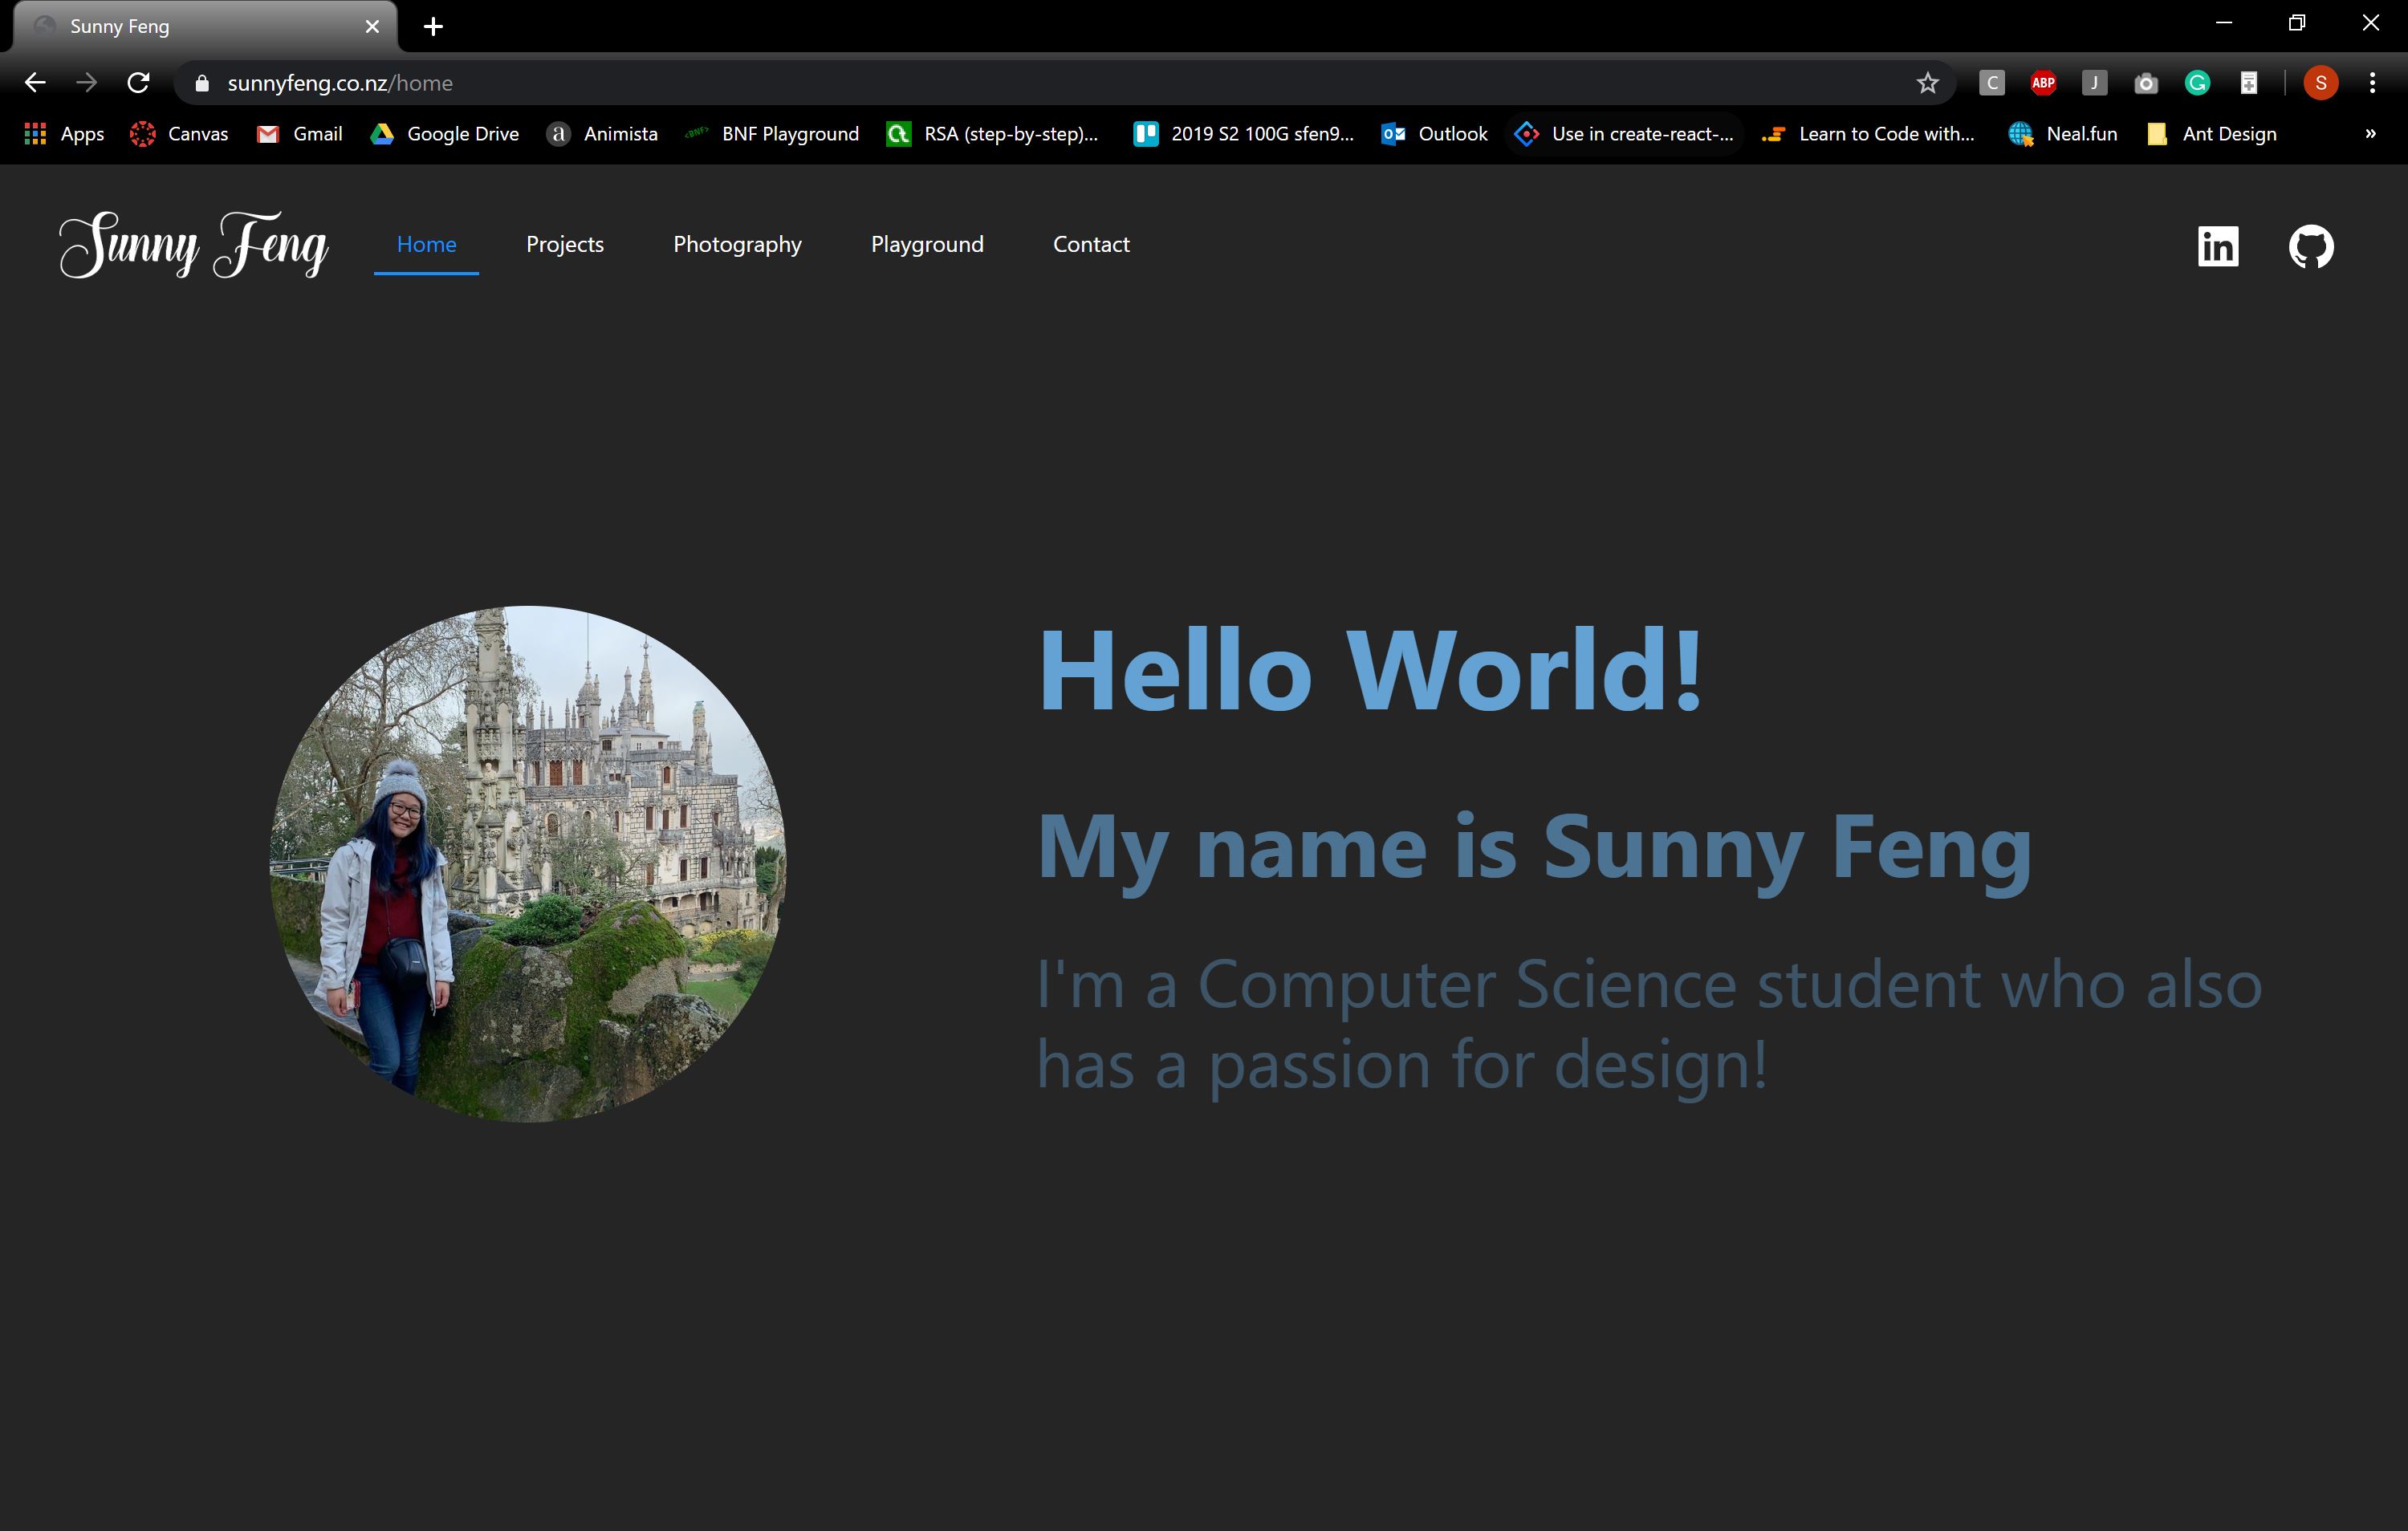 Sunny Feng
sunnyfeng.co.nz/home
C ABP J G S
Apps Canvas Gmail Google Drive a Animista <BNF> BNF Playground RSA (step-by-step)... 2019 S2 100G sfen9... Outlook Use in create-react-... Learn to Code with... Neal.fun Ant Design »
Sunny Feng Home Projects Photography Playground Contact in
Hello World!
My name is Sunny Feng
I'm a Computer Science student who also
has a passion for design!